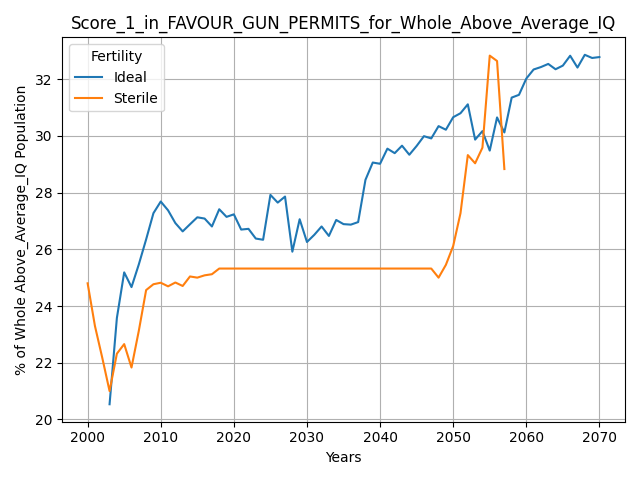 Score_1_in_FAVOUR_GUN_PERMITS_for_Whole_Above_Average_IQ
Fertility
Ideal
Sterile
% of Whole Above_Average_IQ Population
32
30
28
26
24
22
20
2000 2010 2020 2030 2040 2050 2060 2070
Years